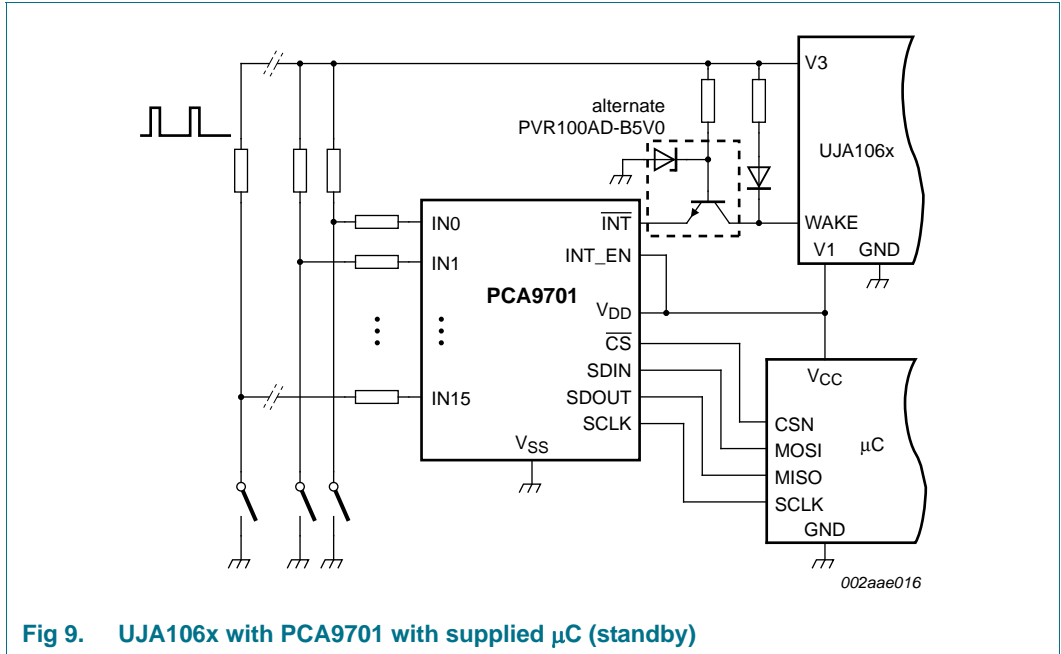 V3
alternate
PVR100AD-B5V0
UJA106x
IN0
INT
WAKE
V1
GND
IN1
INT_EN
PCA9701
VDD
CS
VCC
SDIN
IN15
SDOUT
CSN
SCLK
MOSI
μC
VSS
MISO
SCLK
GND
002aae016
Fig 9. UJA106x with PCA9701 with supplied μC (standby)